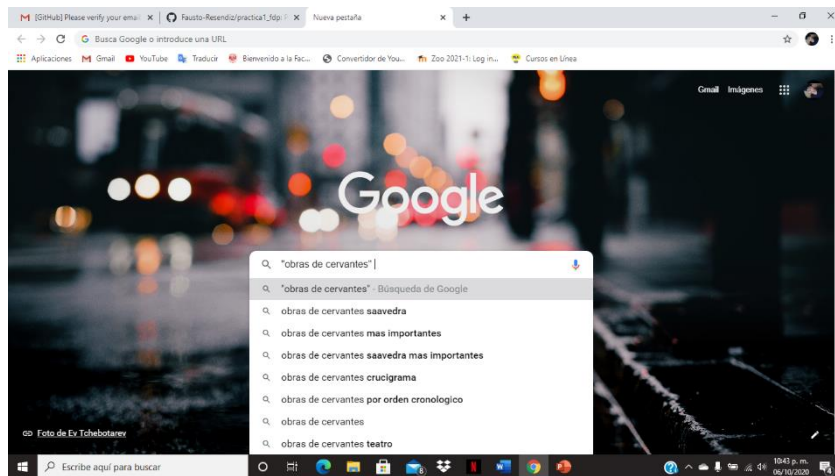 [GitHub] Please verify your emai
Fausto-Resendiz/practica1_fdp: P
Nueva pestaña
Busca Google o introduce una URL
Aplicaciones
Gmail
YouTube
Traducir
Bienvenido a la Fac...
Convertidor de You...
Zoo 2021-1: Log in...
Cursos en Línea
Gmail Imágenes
Google
"obras de cervantes"
"obras de cervantes" - Búsqueda de Google
obras de cervantes saavedra
obras de cervantes mas importantes
obras de cervantes saavedra mas importantes
obras de cervantes crucigrama
obras de cervantes por orden cronologico
obras de cervantes
obras de cervantes teatro
Foto de Ev Tchebotarev
Escribe aquí para buscar
10:43 p. m.
06/10/2020